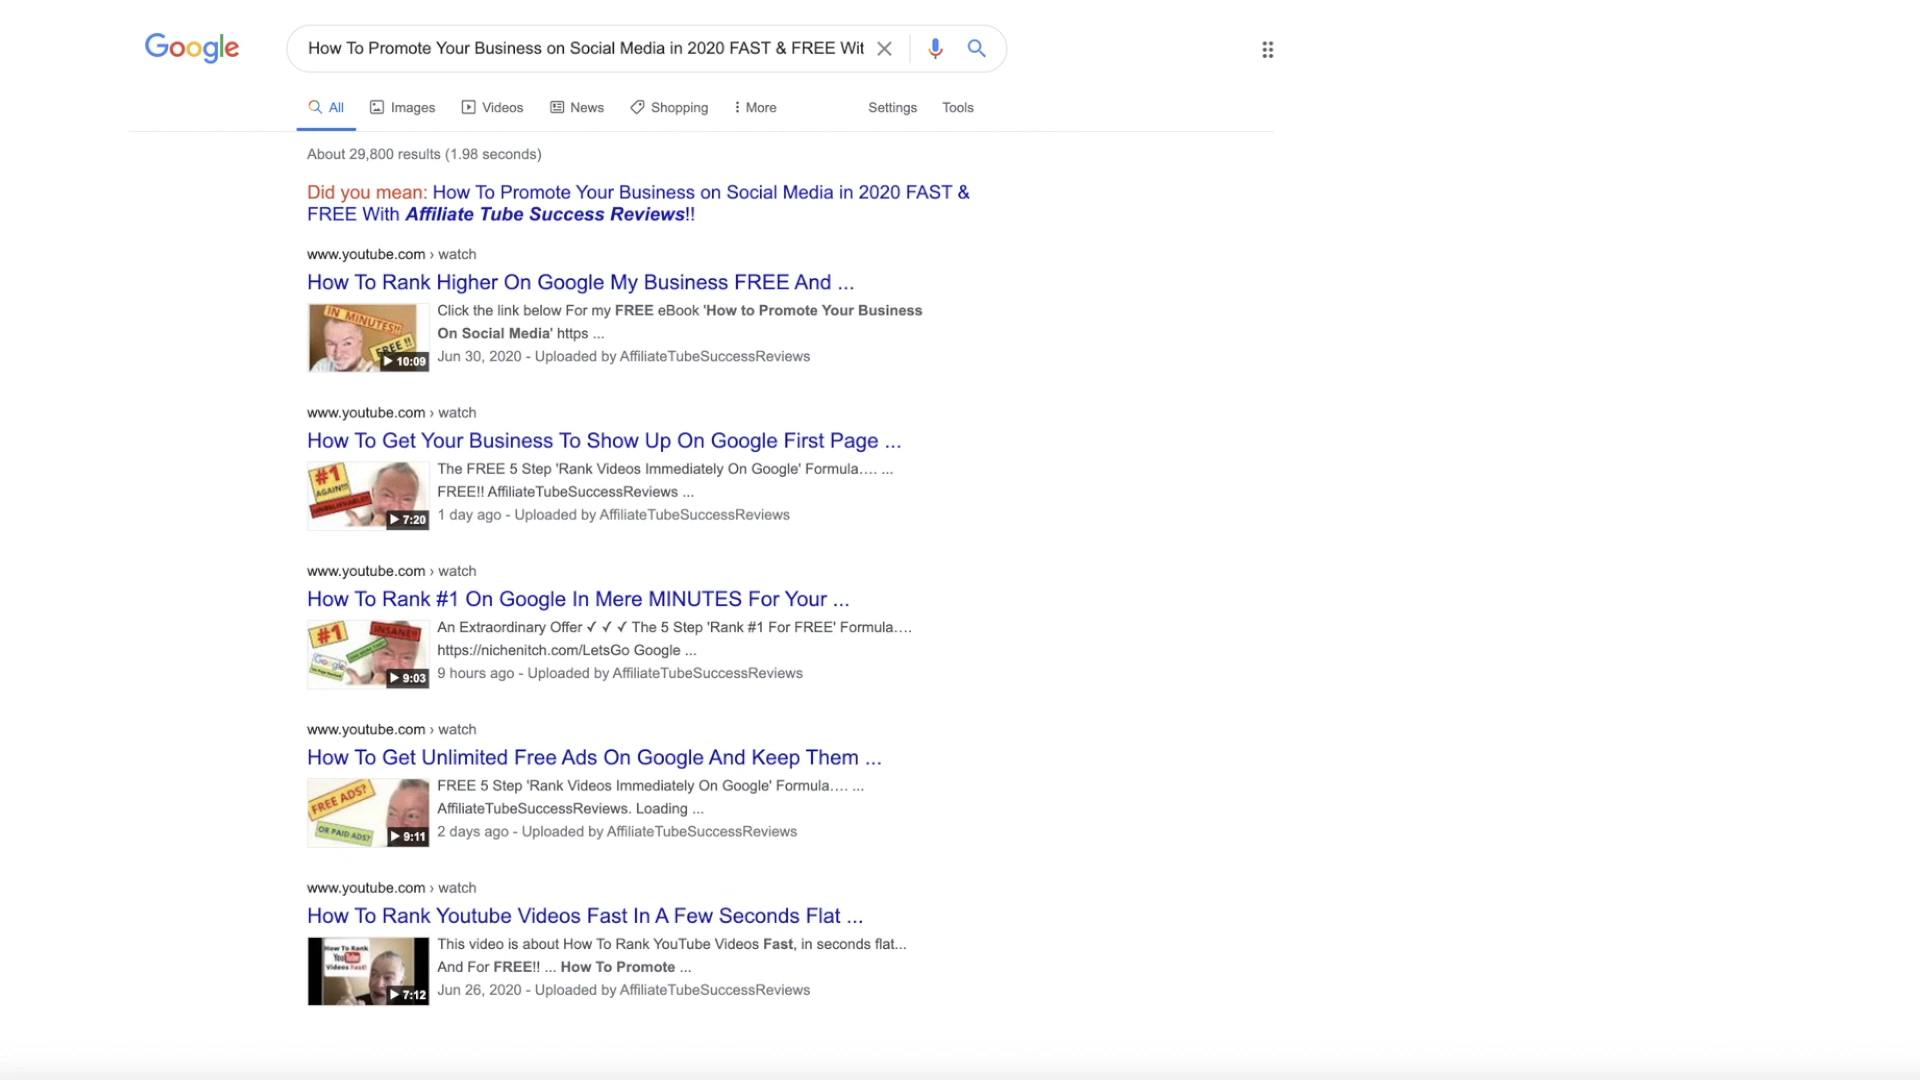 Google
How To Promote Your Business on Social Media in 2020 FAST & FREE Wit
All Images Videos News Shopping More Settings Tools
About 29,800 results (1.98 seconds)
Did you mean: How To Promote Your Business on Social Media in 2020 FAST &
FREE With Affiliate Tube Success Reviews!!
www.youtube.com › watch
How To Rank Higher On Google My Business FREE And ...
IN MINUTES!!
FREE !!
10:09
Click the link below For my FREE eBook 'How to Promote Your Business
On Social Media' https ...
Jun 30, 2020 - Uploaded by AffiliateTubeSuccessReviews
www.youtube.com › watch
How To Get Your Business To Show Up On Google First Page ...
#1
AGAIN!!!
7:20
The FREE 5 Step 'Rank Videos Immediately On Google' Formula.... ...
FREE!! AffiliateTubeSuccessReviews ...
1 day ago - Uploaded by AffiliateTubeSuccessReviews
www.youtube.com › watch
How To Rank #1 On Google In Mere MINUTES For Your ...
#1
INSANE!!
Google
9:03
An Extraordinary Offer ✓ ✓ ✓ The 5 Step 'Rank #1 For FREE' Formula....
https://nichenitch.com/LetsGo Google ...
9 hours ago - Uploaded by AffiliateTubeSuccessReviews
www.youtube.com › watch
How To Get Unlimited Free Ads On Google And Keep Them ...
FREE ADS?
OR PAID ADS?
9:11
FREE 5 Step 'Rank Videos Immediately On Google' Formula.... ...
AffiliateTubeSuccessReviews. Loading ...
2 days ago - Uploaded by AffiliateTubeSuccessReviews
www.youtube.com › watch
How To Rank Youtube Videos Fast In A Few Seconds Flat ...
How To Rank
YouTube
Videos Fast!
7:12
This video is about How To Rank YouTube Videos Fast, in seconds flat...
And For FREE!! ... How To Promote ...
Jun 26, 2020 - Uploaded by AffiliateTubeSuccessReviews